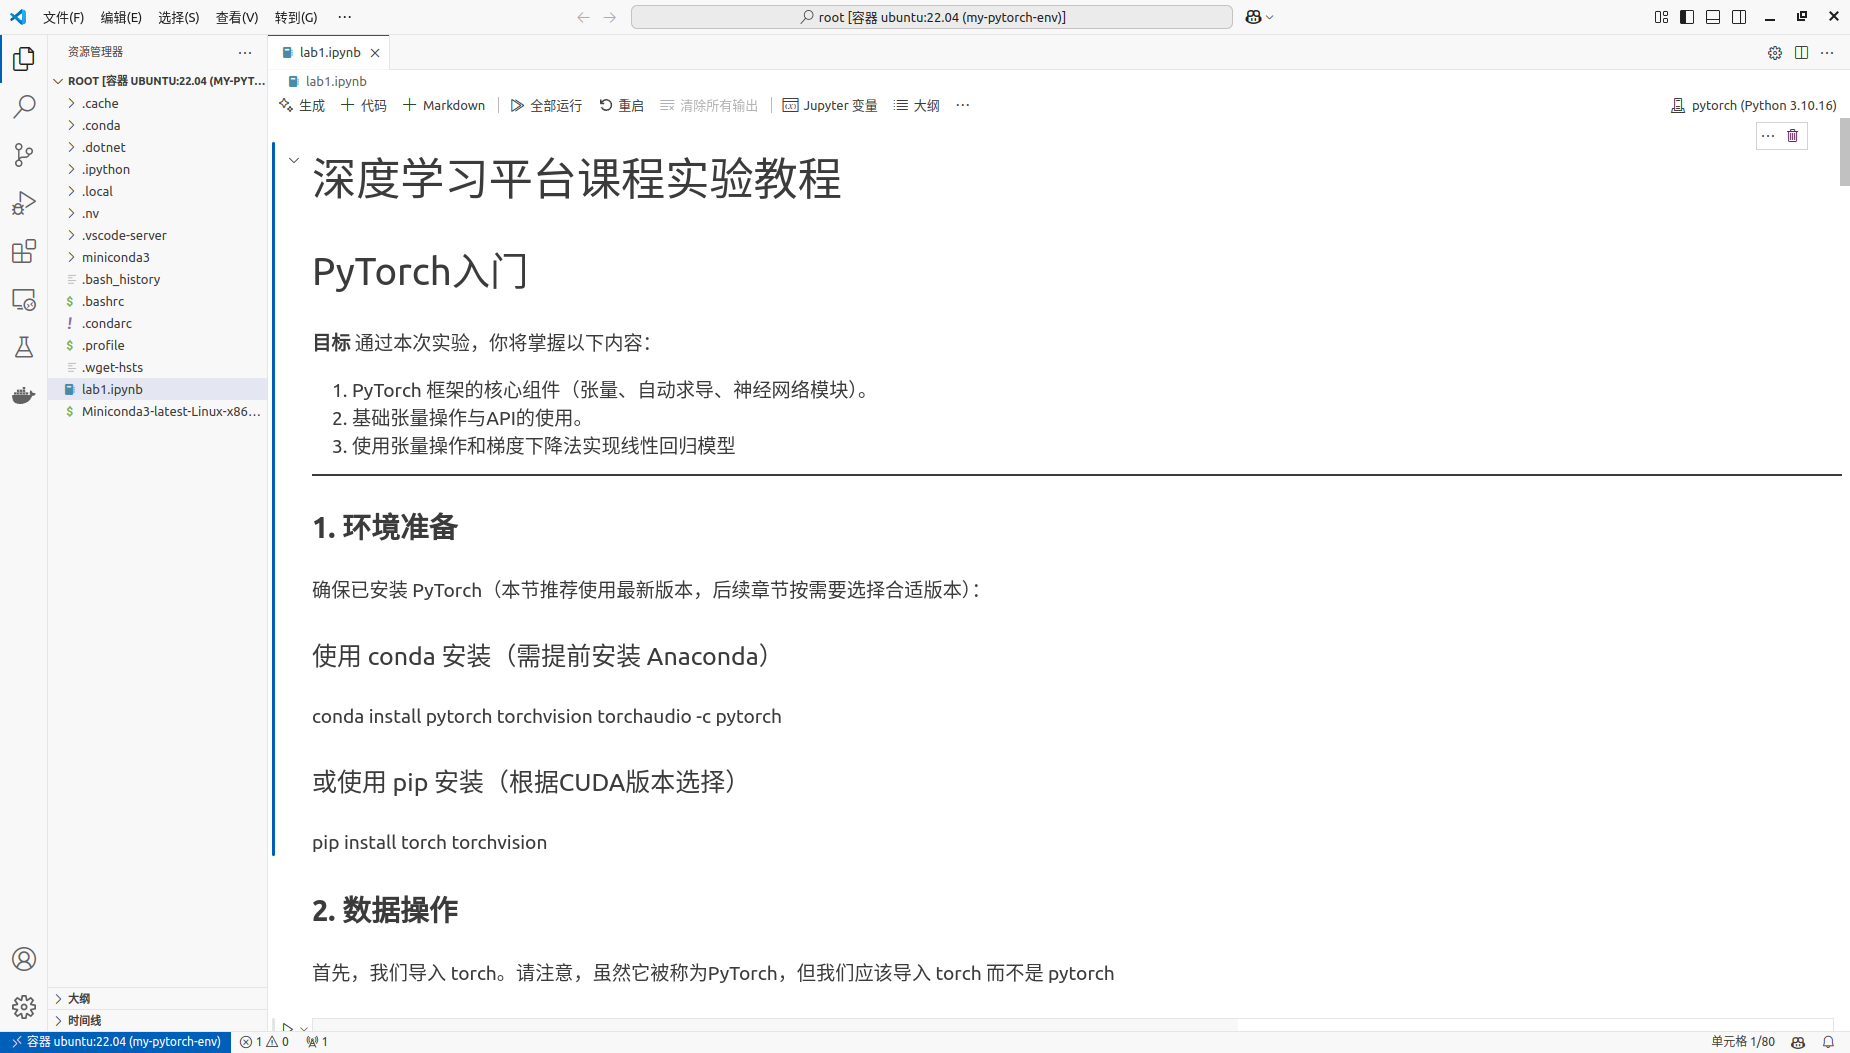 文件(F) 编辑(E) 选择(S) 查看(V) 转到(G) ··· root [容器 ubuntu:22.04 (my-pytorch-env)]
资源管理器 ···
ROOT [容器 UBUNTU:22.04 (MY-PYT...
.cache
.conda
.dotnet
.ipython
.local
.nv
.vscode-server
miniconda3
.bash_history
$ .bashrc
! .condarc
$ .profile
.wget-hsts
lab1.ipynb
$ Miniconda3-latest-Linux-x86...
大纲
时间线
lab1.ipynb
lab1.ipynb
生成 代码 Markdown 全部运行 重启 清除所有输出 Jupyter 变量 大纲 ··· pytorch (Python 3.10.16)
深度学习平台课程实验教程
PyTorch入门
目标 通过本次实验，你将掌握以下内容：
1. PyTorch 框架的核心组件（张量、自动求导、神经网络模块）。
2. 基础张量操作与API的使用。
3. 使用张量操作和梯度下降法实现线性回归模型
1. 环境准备
确保已安装 PyTorch（本节推荐使用最新版本，后续章节按需要选择合适版本）：
使用 conda 安装（需提前安装 Anaconda）
conda install pytorch torchvision torchaudio -c pytorch
或使用 pip 安装（根据CUDA版本选择）
pip install torch torchvision
2. 数据操作
首先，我们导入 torch。请注意，虽然它被称为PyTorch，但我们应该导入 torch 而不是 pytorch
容器 ubuntu:22.04 (my-pytorch-env) 1 0 1 单元格 1/80